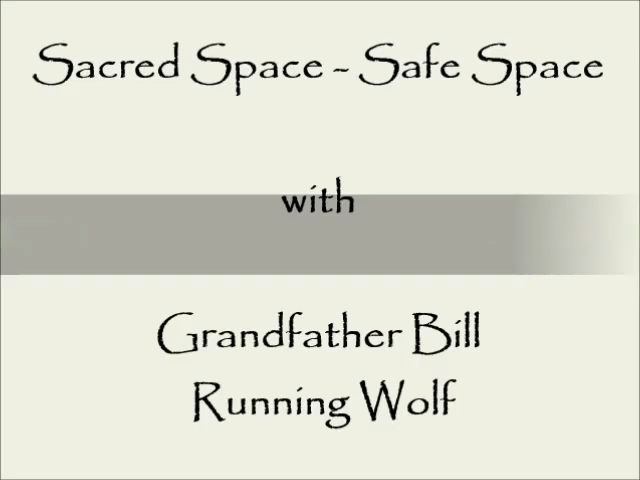 Sacred Space - Safe Space
with
Grandfather Bill
Running Wolf